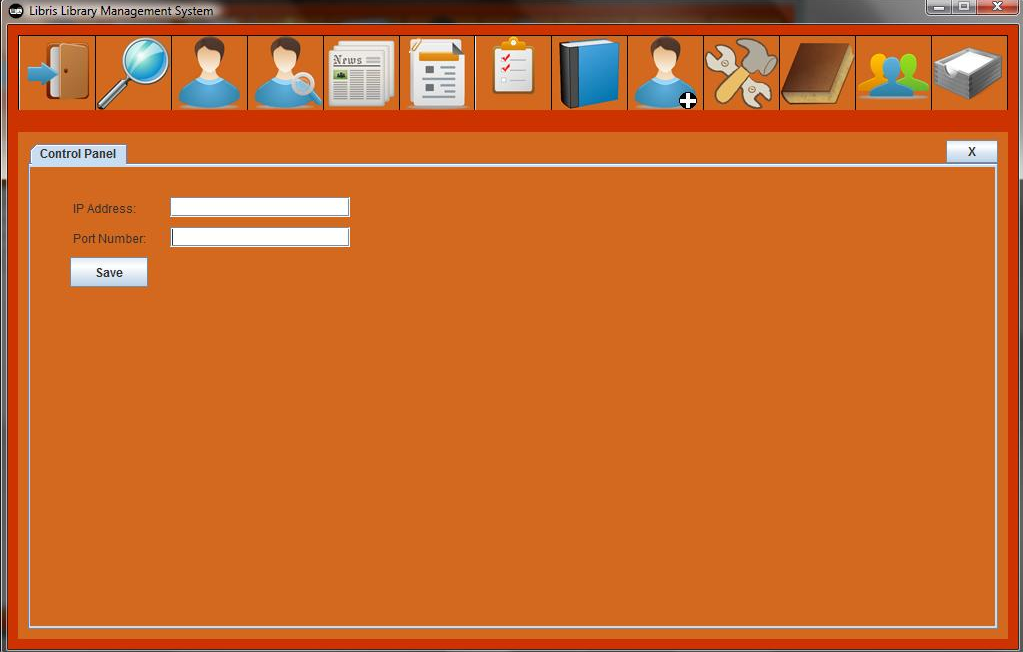 Libris Library Management System
News
Control Panel
X
IP Address:
Port Number:
Save